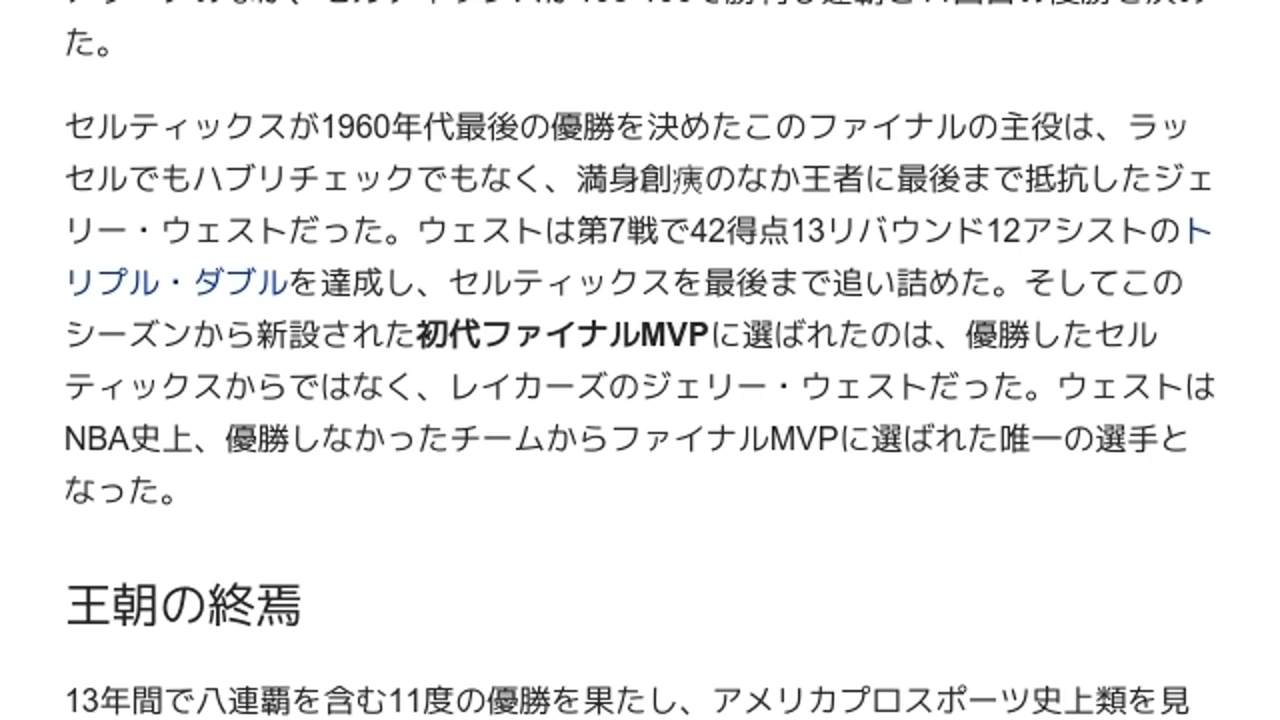 た。
セルティックスが1960年代最後の優勝を決めたこのファイナルの主役は、ラッ
セルでもハブリチェックでもなく、満身創痍のなか王者に最後まで抵抗したジェ
リー・ウェストだった。ウェストは第7戦で42得点13リバウンド12アシストのト
リプル・ダブルを達成し、セルティックスを最後まで追い詰めた。そしてこの
シーズンから新設された初代ファイナルMVPに選ばれたのは、優勝したセル
ティックスからではなく、レイカーズのジェリー・ウェストだった。ウェストは
NBA史上、優勝しなかったチームからファイナルMVPに選ばれた唯一の選手と
なった。
王朝の終焉
13年間で八連覇を含む11度の優勝を果たし、アメリカプロスポーツ史上類を見